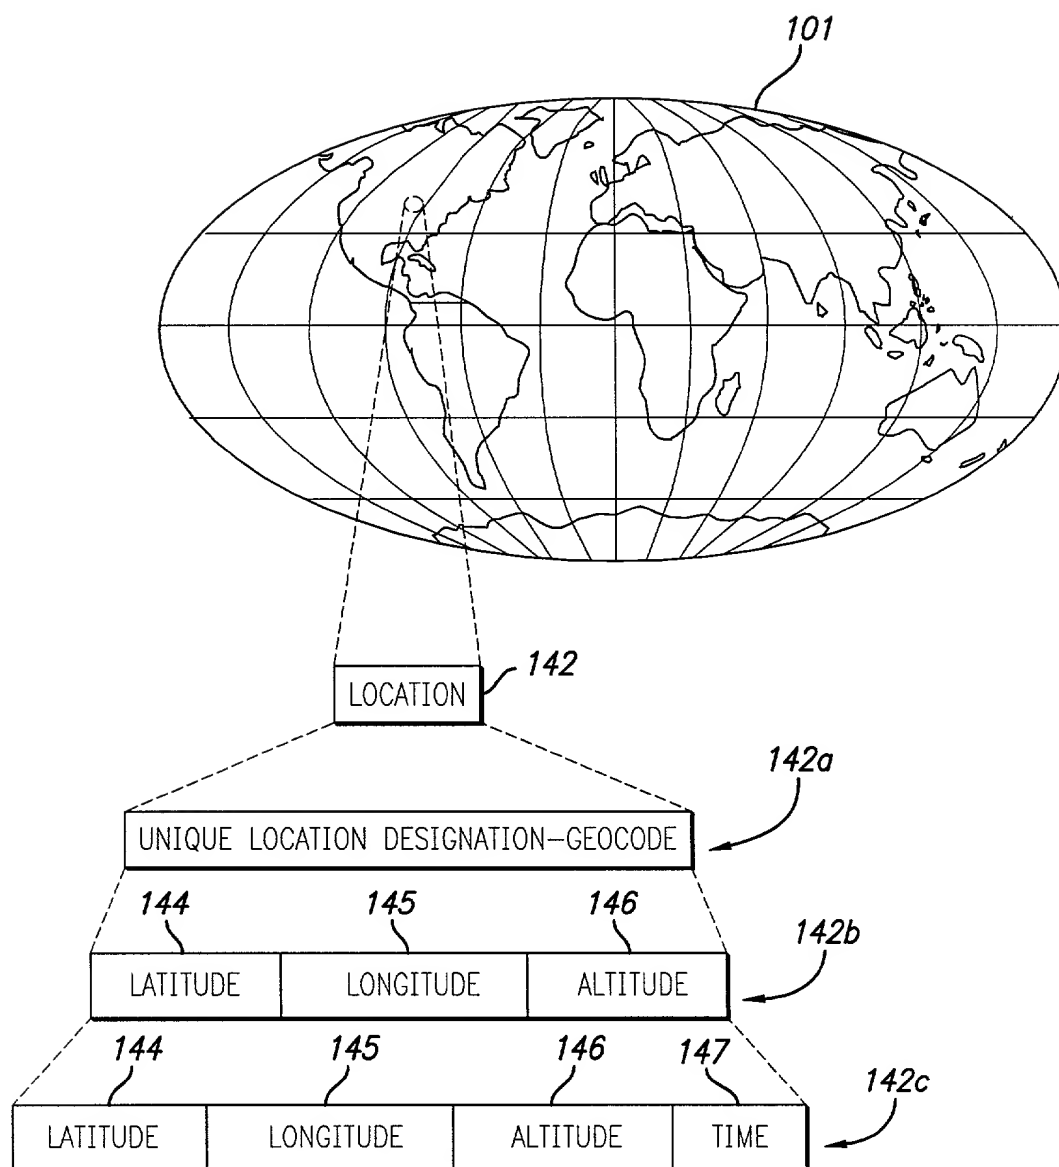 101
LOCATION
142
142a
UNIQUE LOCATION DESIGNATION-GEOCODE
144 145 146
142b
LATITUDE LONGITUDE ALTITUDE
144 145 146 147
142c
LATITUDE LONGITUDE ALTITUDE TIME